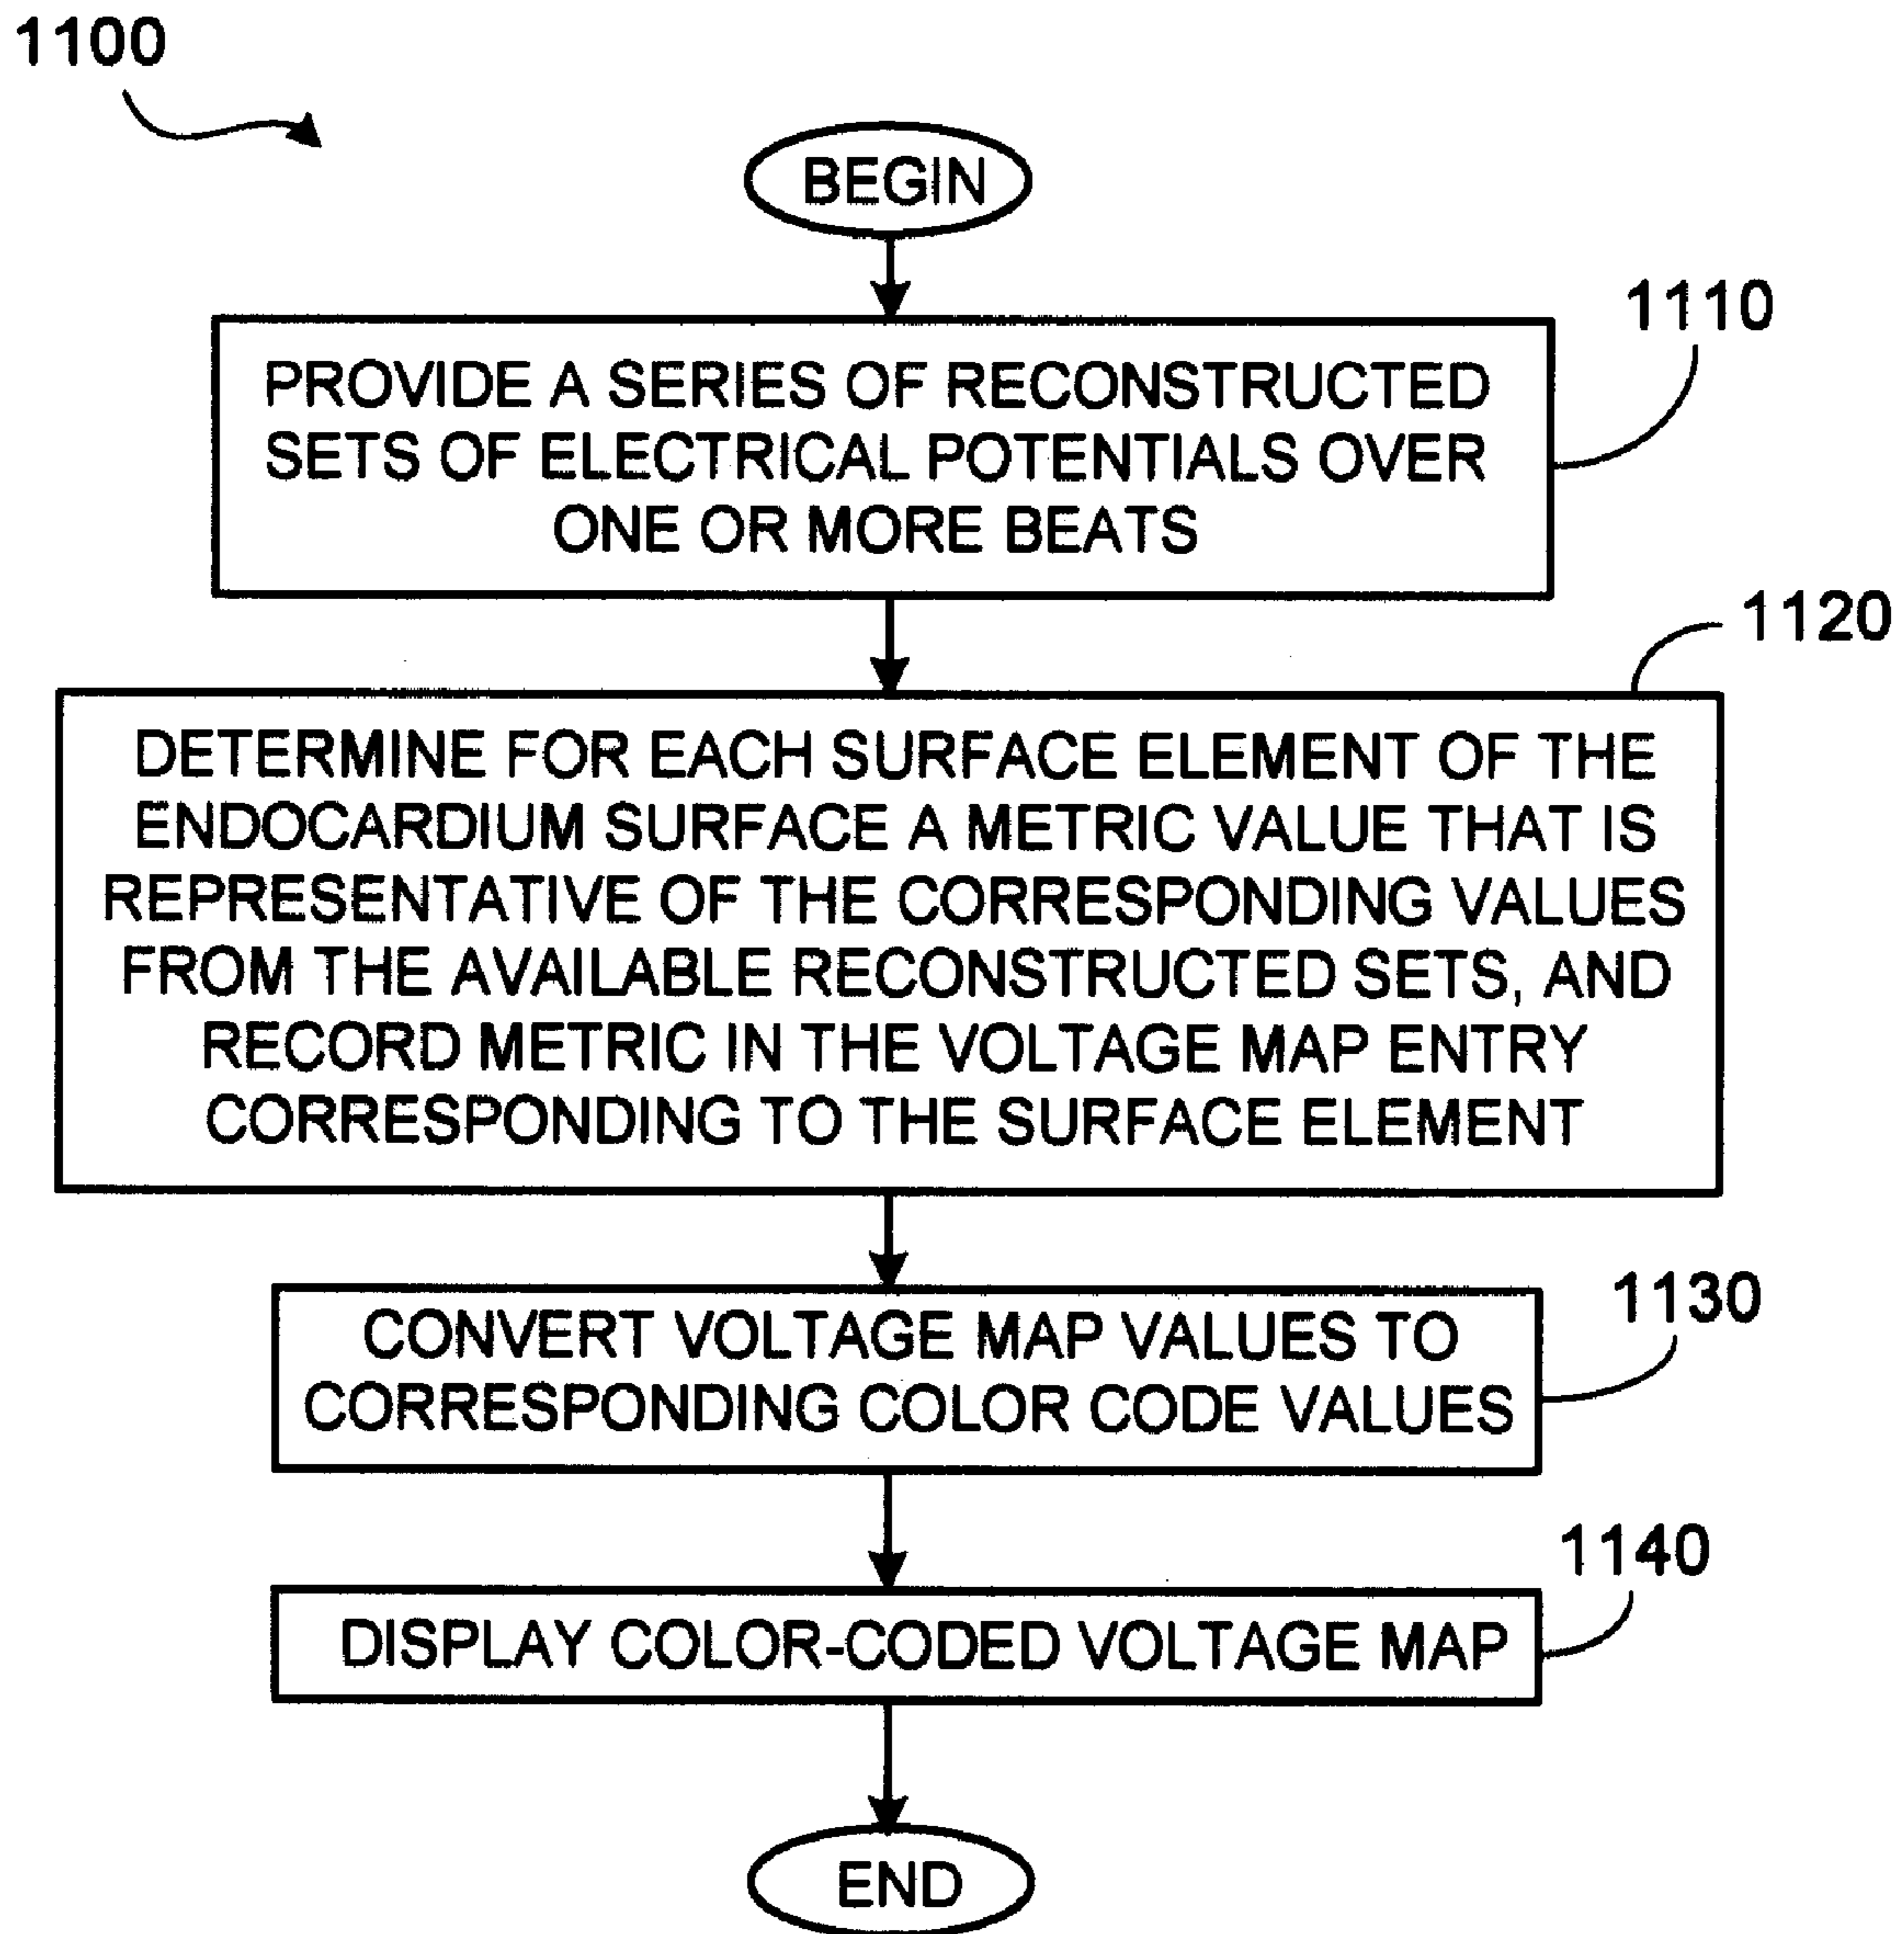 1100
BEGIN
1110
PROVIDE A SERIES OF RECONSTRUCTED
SETS OF ELECTRICAL POTENTIALS OVER
ONE OR MORE BEATS
1120
DETERMINE FOR EACH SURFACE ELEMENT OF THE
ENDOCARDIUM SURFACE A METRIC VALUE THAT IS
REPRESENTATIVE OF THE CORRESPONDING VALUES
FROM THE AVAILABLE RECONSTRUCTED SETS, AND
RECORD METRIC IN THE VOLTAGE MAP ENTRY
CORRESPONDING TO THE SURFACE ELEMENT
1130
CONVERT VOLTAGE MAP VALUES TO
CORRESPONDING COLOR CODE VALUES
1140
DISPLAY COLOR-CODED VOLTAGE MAP
END